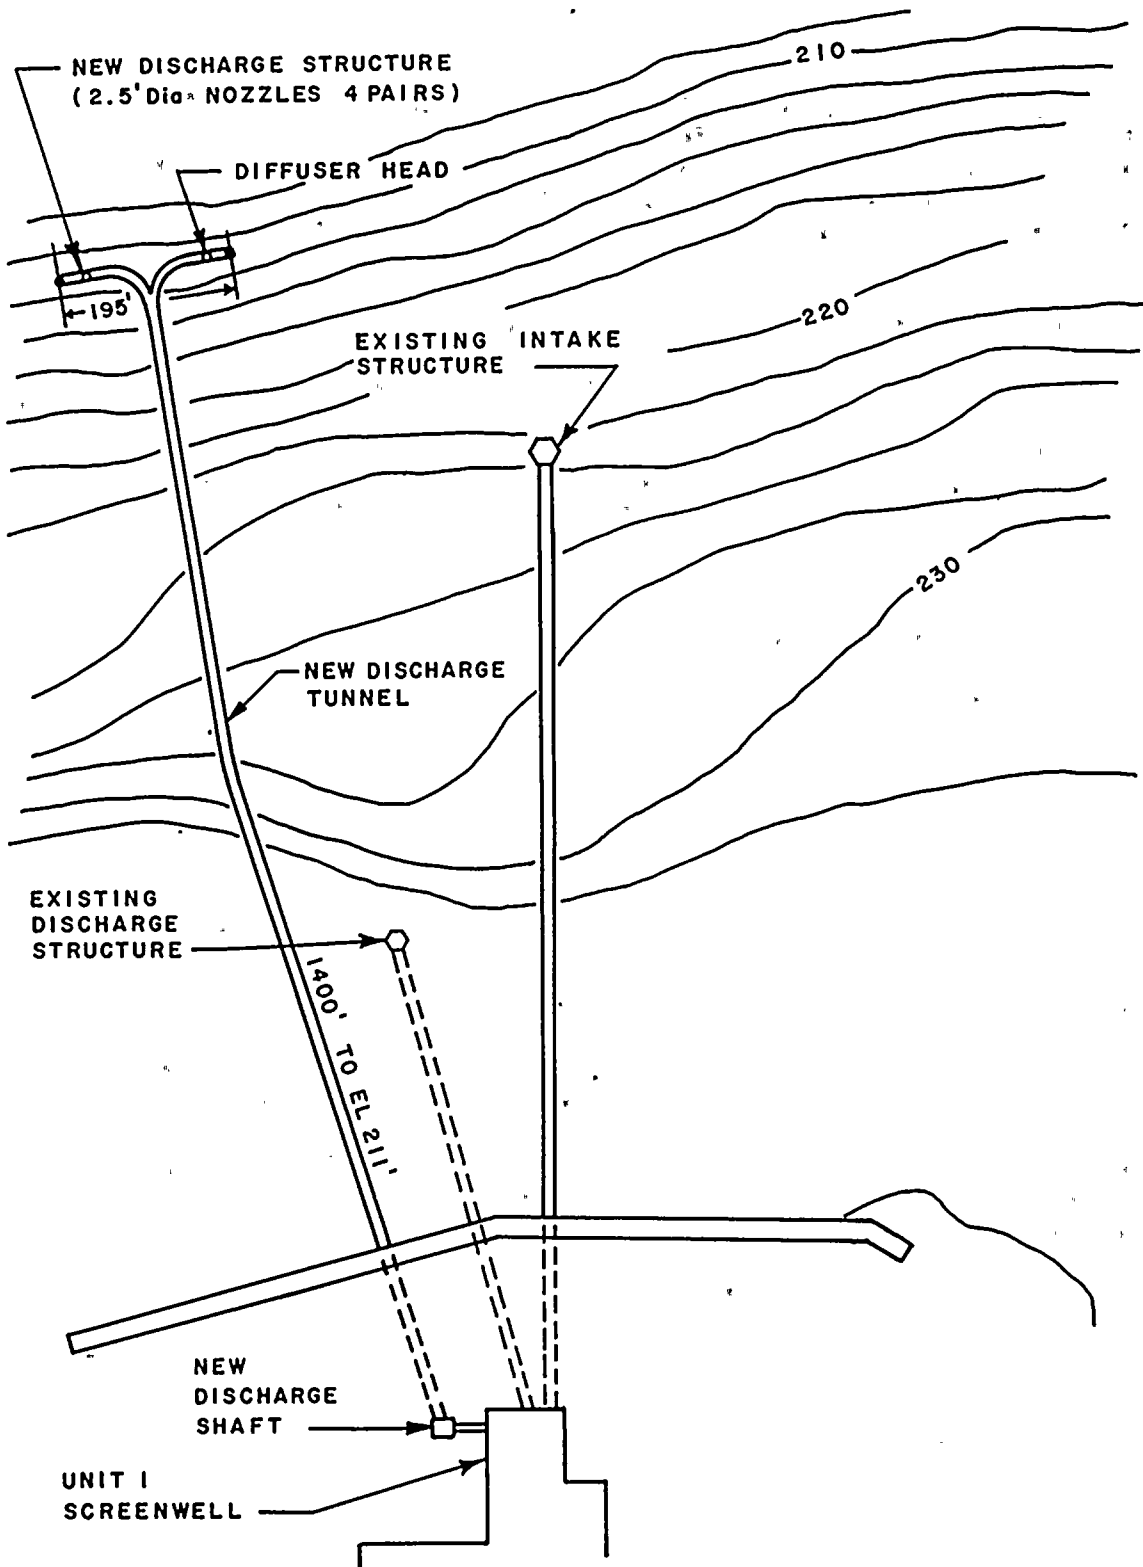 210
NEW DISCHARGE STRUCTURE
(2.5' Dia. NOZZLES 4 PAIRS)
DIFFUSER HEAD
195'
220
EXISTING INTAKE
STRUCTURE
230
NEW DISCHARGE
TUNNEL
EXISTING
DISCHARGE
STRUCTURE
1400' TO EL 211'
NEW
DISCHARGE
SHAFT
UNIT I
SCREENWELL